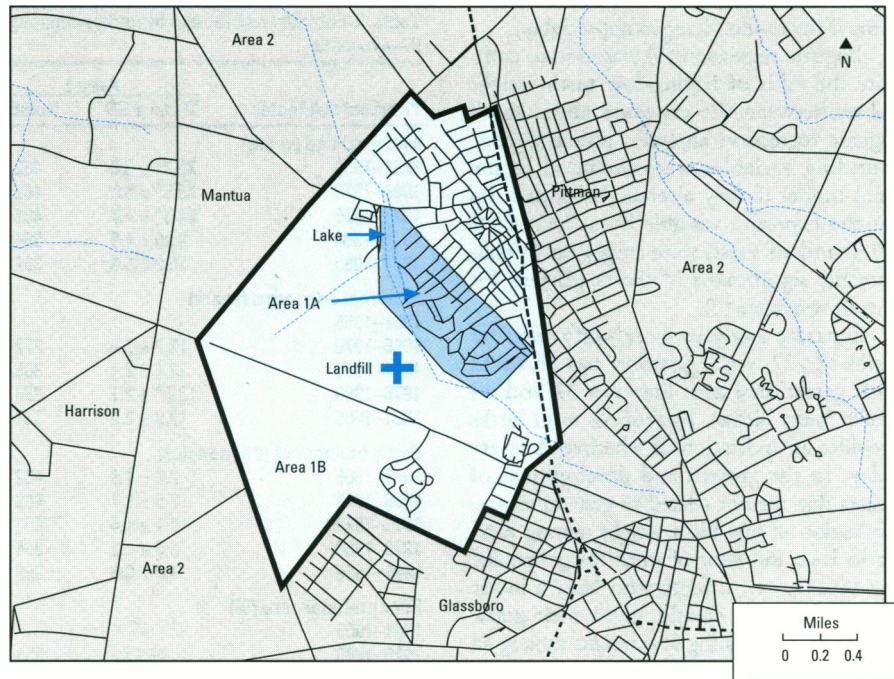 Area 2
N
Mantua
Pittman
Lake
Area 2
Area 1A
Landfill
Harrison
Area 1B
Area 2
Glassboro
Miles
0 0.2 0.4